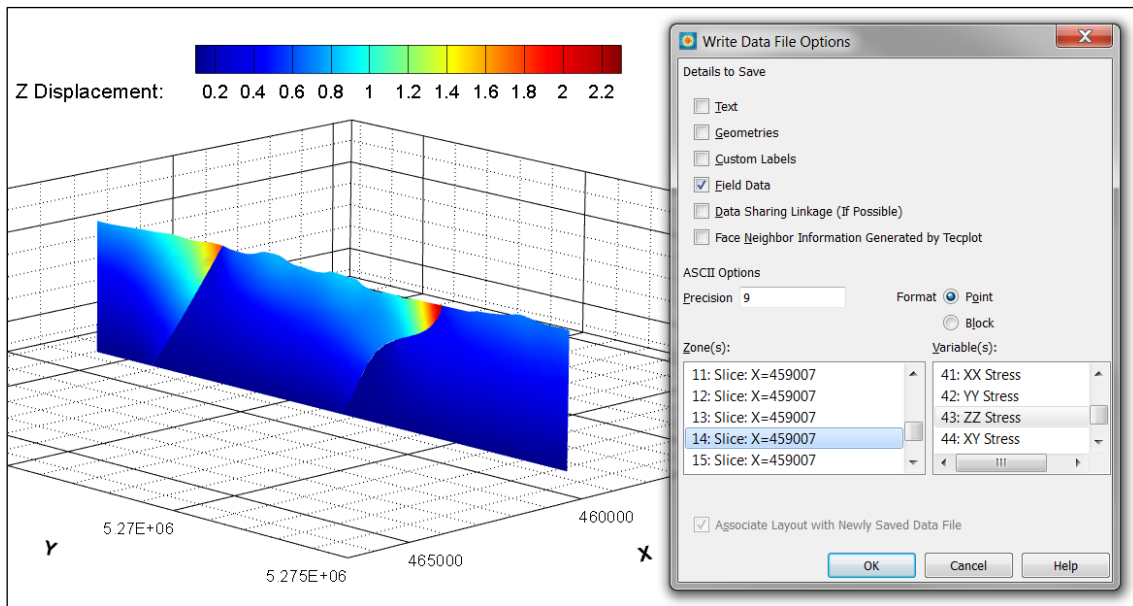 Z Displacement: 0.2 0.4 0.6 0.8 1 1.2 1.4 1.6 1.8 2 2.2
5.27E+06
Y
5.275E+06
465000
460000
X
Write Data File Options
Details to Save
Text
Geometries
Custom Labels
Field Data
Data Sharing Linkage (If Possible)
Face Neighbor Information Generated by Tecplot
ASCII Options
Precision 9 Format Point
Block
Zone(s): Variable(s):
11: Slice: X=459007 41: XX Stress
12: Slice: X=459007 42: YY Stress
13: Slice: X=459007 43: ZZ Stress
14: Slice: X=459007 44: XY Stress
15: Slice: X=459007
Associate Layout with Newly Saved Data File
OK Cancel Help